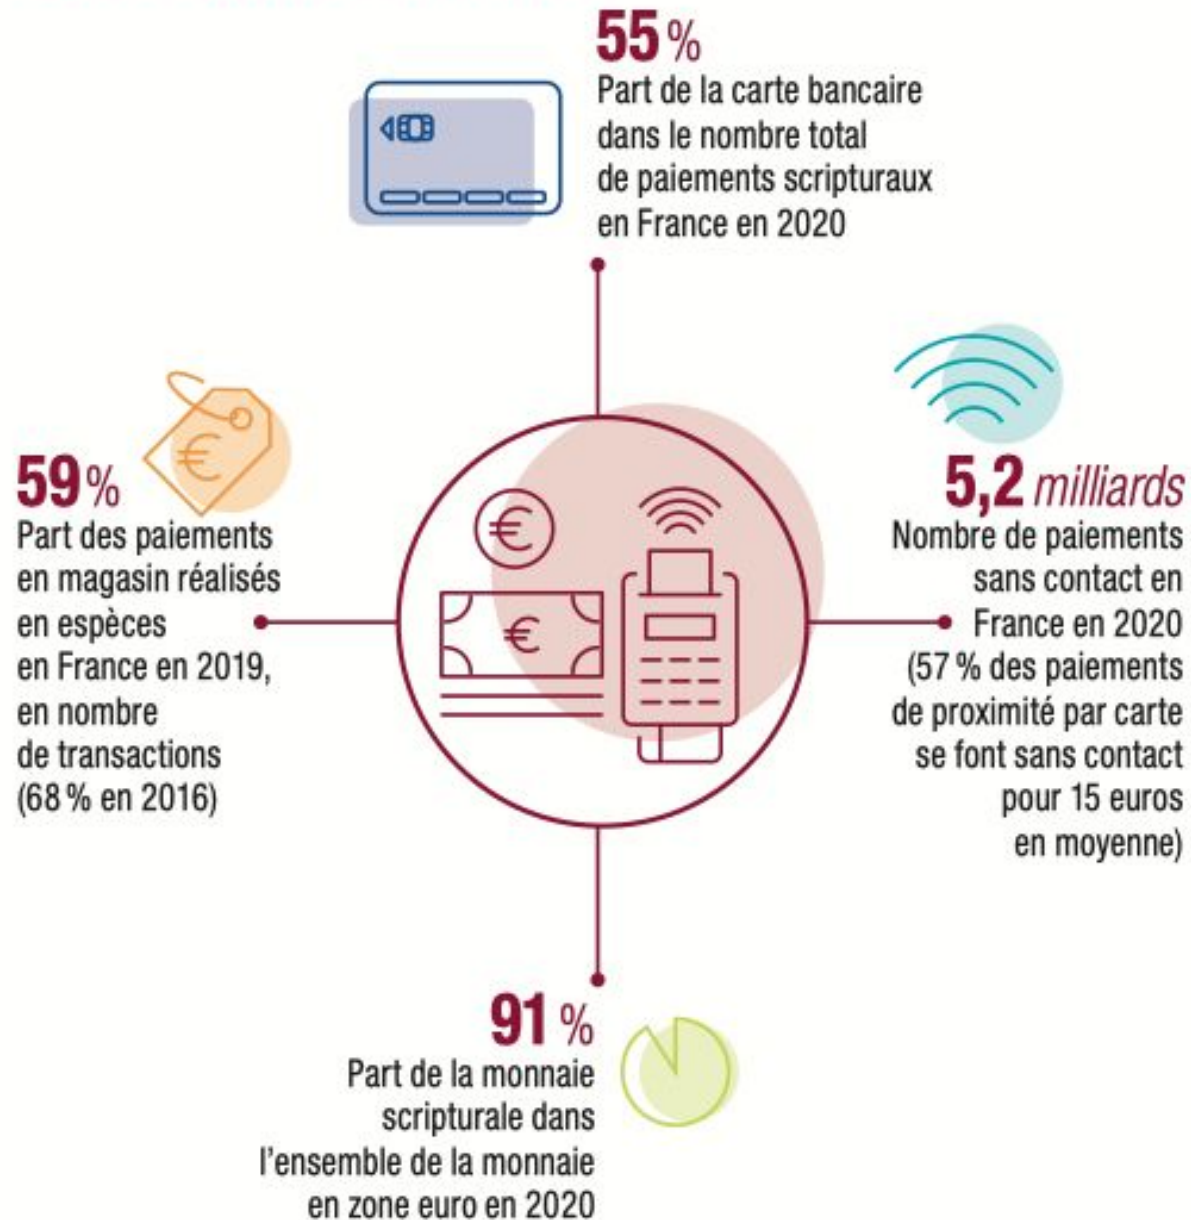 55 %
Part de la carte bancaire
dans le nombre total
de paiements scripturaux
en France en 2020
59 %
Part des paiements
en magasin réalisés
en espèces
en France en 2019,
en nombre
de transactions
(68 % en 2016)
5,2 milliards
Nombre de paiements
sans contact en
France en 2020
(57 % des paiements
de proximité par carte
se font sans contact
pour 15 euros
en moyenne)
91 %
Part de la monnaie
scripturale dans
l'ensemble de la monnaie
en zone euro en 2020